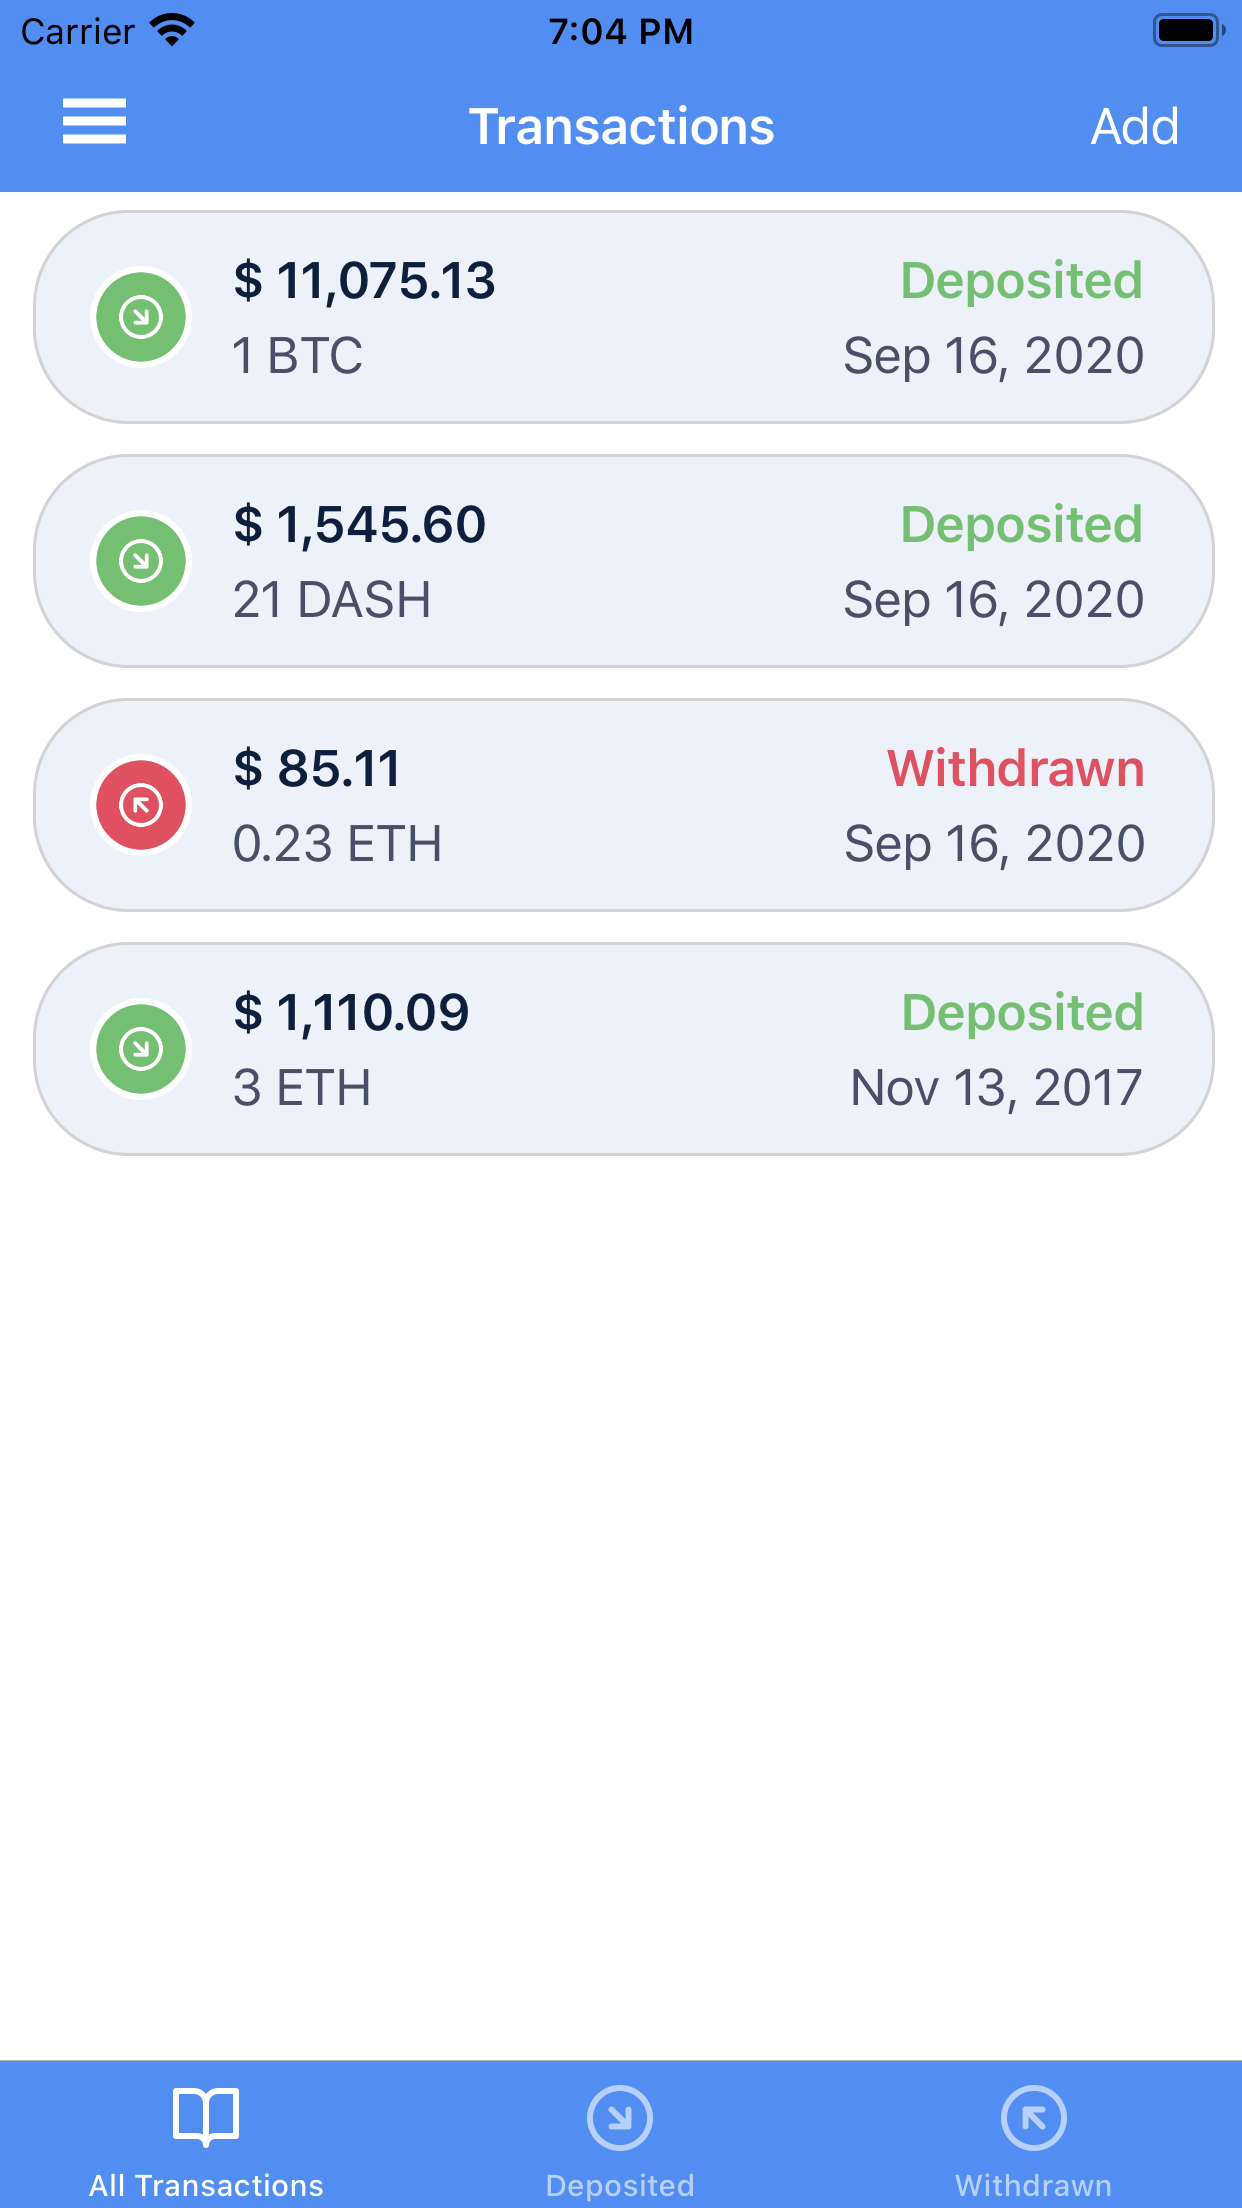 Carrier 7:04 PM
Transactions Add
$ 11,075.13 Deposited
1 BTC Sep 16, 2020
$ 1,545.60 Deposited
21 DASH Sep 16, 2020
$ 85.11 Withdrawn
0.23 ETH Sep 16, 2020
$ 1,110.09 Deposited
3 ETH Nov 13, 2017
All Transactions Deposited Withdrawn